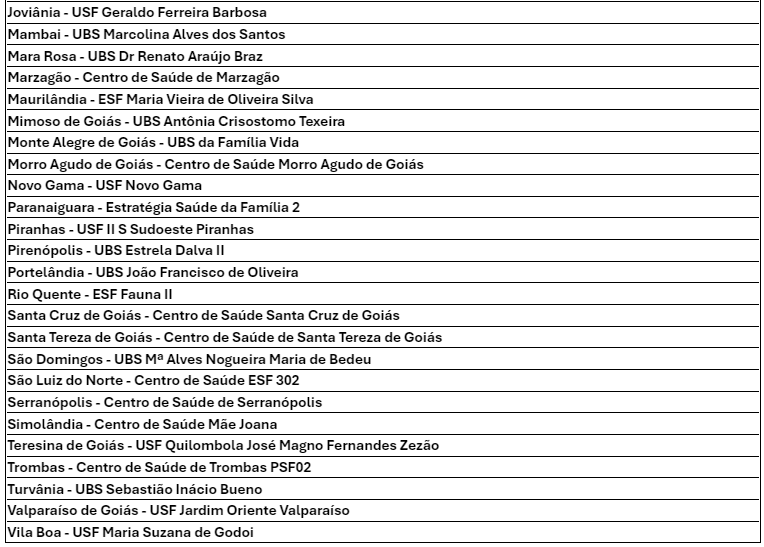 Joviânia - USF Geraldo Ferreira Barbosa
Mambai - UBS Marcolina Alves dos Santos
Mara Rosa - UBS Dr Renato Araújo Braz
Marzagão - Centro de Saúde de Marzagão
Maurilândia - ESF Maria Vieira de Oliveira Silva
Mimoso de Goiás - UBS Antônia Crisostomo Texeira
Monte Alegre de Goiás - UBS da Família Vida
Morro Agudo de Goiás - Centro de Saúde Morro Agudo de Goiás
Novo Gama - USF Novo Gama
Paranaiguara - Estratégia Saúde da Família 2
Piranhas - USF II S Sudoeste Piranhas
Pirenópolis - UBS Estrela Dalva II
Portelândia - UBS João Francisco de Oliveira
Rio Quente - ESF Fauna II
Santa Cruz de Goiás - Centro de Saúde Santa Cruz de Goiás
Santa Tereza de Goiás - Centro de Saúde de Santa Tereza de Goiás
São Domingos - UBS Mª Alves Nogueira Maria de Bedeu
São Luiz do Norte - Centro de Saúde ESF 302
Serranópolis - Centro de Saúde de Serranópolis
Simolândia - Centro de Saúde Mãe Joana
Teresina de Goiás - USF Quilombola José Magno Fernandes Zezão
Trombas - Centro de Saúde de Trombas PSF02
Turvânia - UBS Sebastião Inácio Bueno
Valparaíso de Goiás - USF Jardim Oriente Valparaíso
Vila Boa - USF Maria Suzana de Godoi